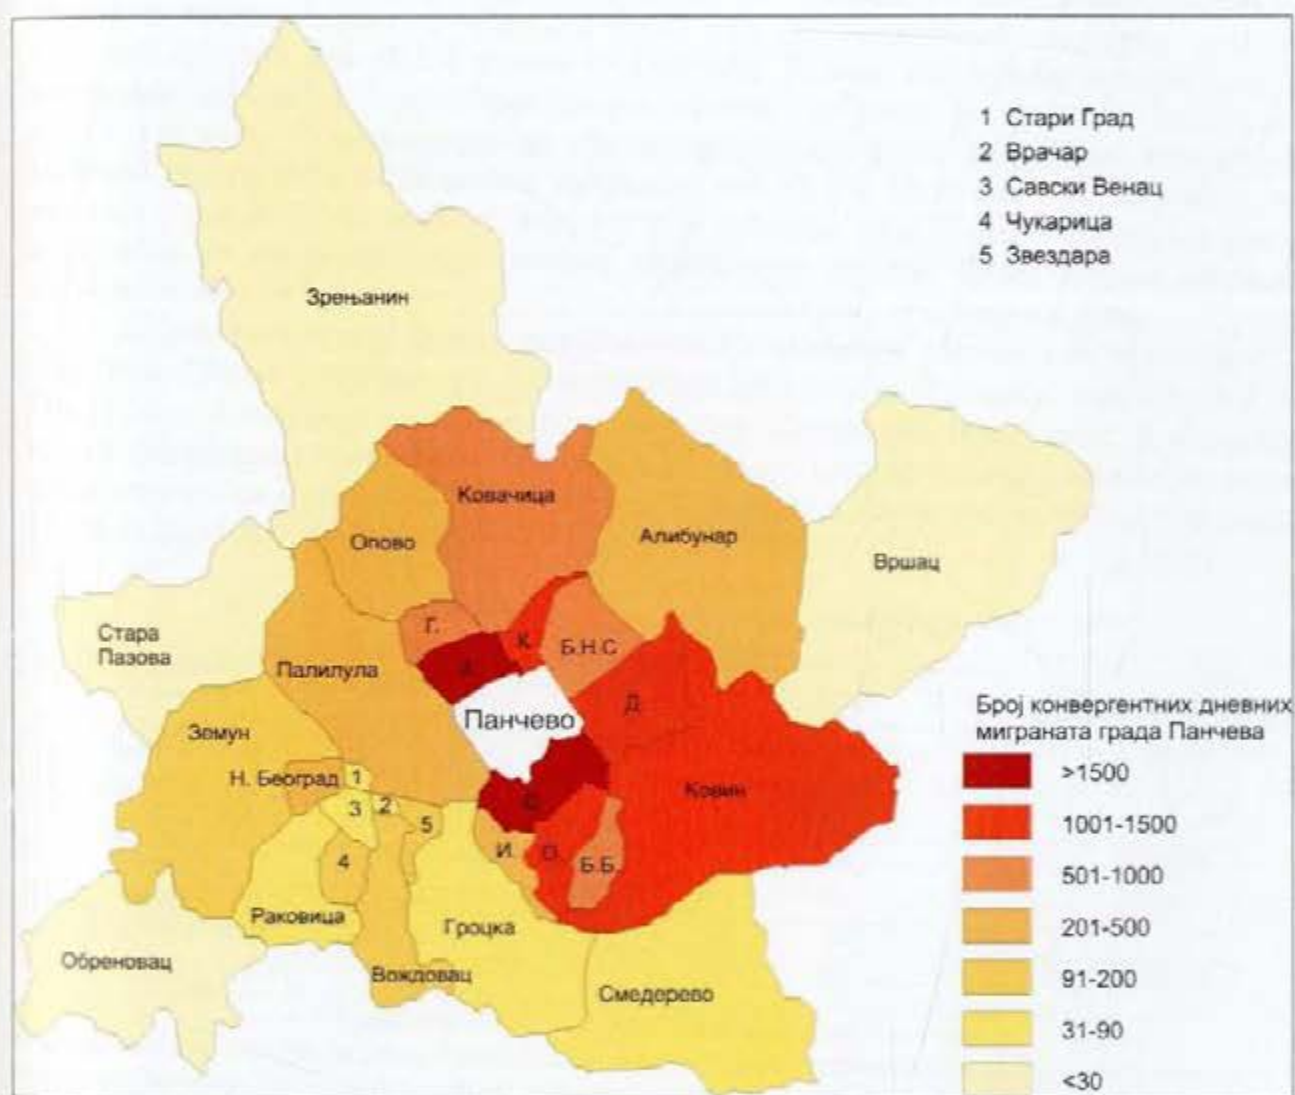 1 Стари Град
2 Врачар
3 Савски Венац
4 Чукарица
5 Звездара
Зрењанин
Ковачица
Опово
Алибунар
Вршац
Стара
Пазова
Г.
К.
Б.Н.С
Палилула
Ј.
Панчево
Д.
Земун
Н. Београд
1
2
3
4
5
С.
Ковин
И.
О.
Б.Б.
Раковица
Гроцка
Обреновац
Вождовац
Смедерево
Број конвергентних дневних
миграната града Панчева
>1500
1001-1500
501-1000
201-500
91-200
31-90
<30